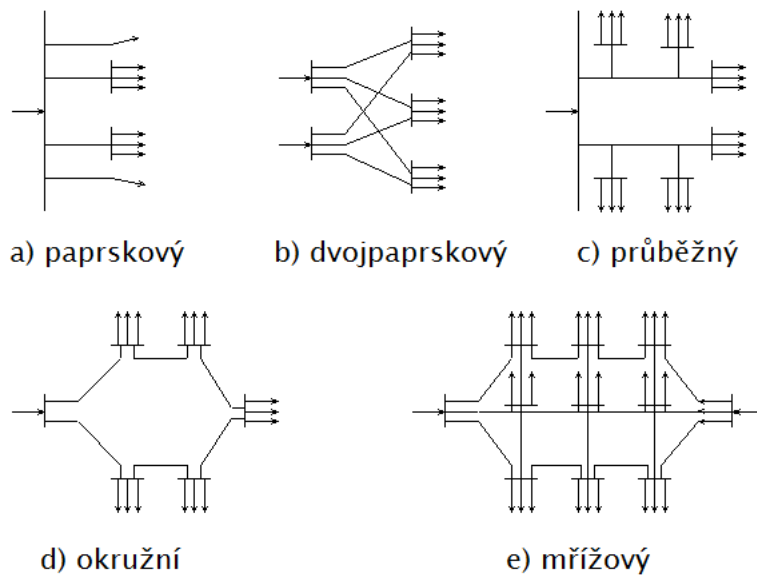 a) paprskový
b) dvojpaprskový
c) průběžný
d) okružní
e) mřížový